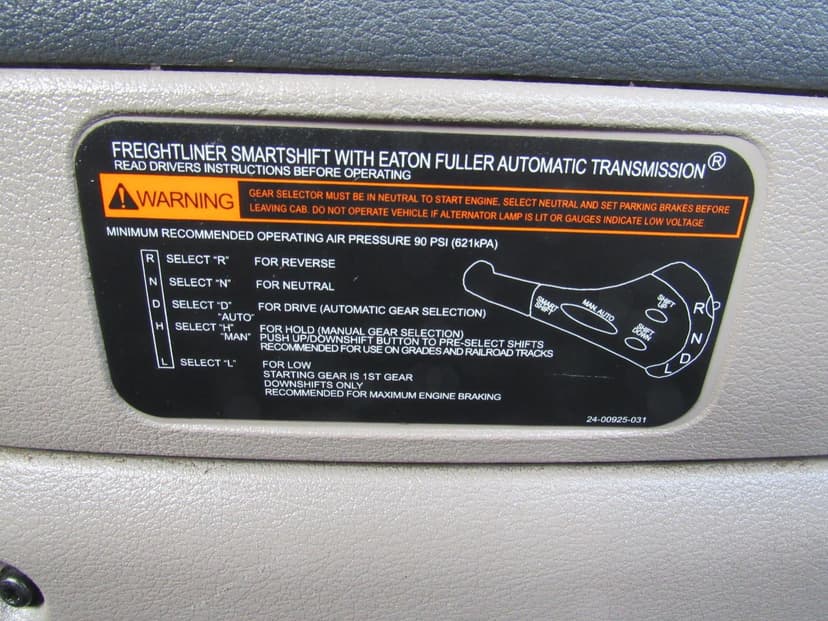 FREIGHTLINER SMARTSHIFT WITH EATON FULLER AUTOMATIC TRANSMISSION®
READ DRIVERS INSTRUCTIONS BEFORE OPERATING
WARNING
GEAR SELECTOR MUST BE IN NEUTRAL TO START ENGINE, SELECT NEUTRAL AND SET PARKING BRAKES BEFORE
LEAVING CAB. DO NOT OPERATE VEHICLE IF ALTERNATOR LAMP IS LIT OR GAUGES INDICATE LOW VOLTAGE
MINIMUM RECOMMENDED OPERATING AIR PRESSURE 90 PSI (621kPA)
R SELECT "R" FOR REVERSE
N SELECT "N" FOR NEUTRAL
D SELECT "D" FOR DRIVE (AUTOMATIC GEAR SELECTION)
"AUTO"
H SELECT "H" FOR HOLD (MANUAL GEAR SELECTION)
"MAN" PUSH UP/DOWNSHIFT BUTTON TO PRE-SELECT SHIFTS
RECOMMENDED FOR USE ON GRADES AND RAILROAD TRACKS
L SELECT "L" FOR LOW
STARTING GEAR IS 1ST GEAR
DOWNSHIFTS ONLY
RECOMMENDED FOR MAXIMUM ENGINE BRAKING
SMART
SHIFT
MAN AUTO
SHIFT
UP
SHIFT
DOWN
R
N
D
L
24-00925-031